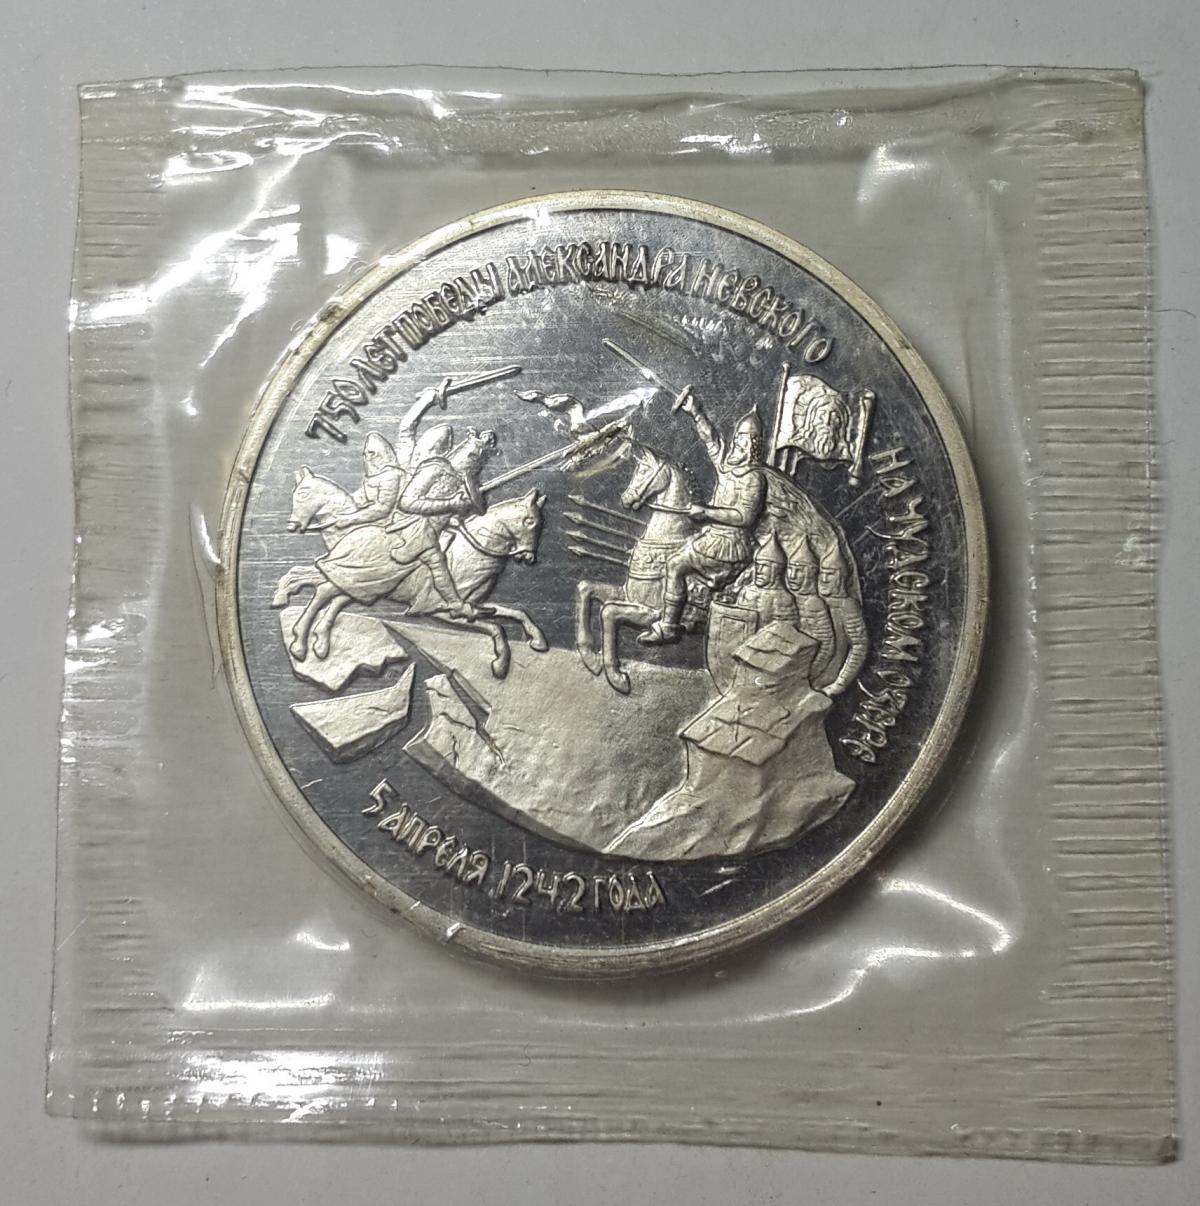 750 ЛЕТ ПОБЕДЫ АЛЕКСАНДРА НЕВСКОГО
НА ЧУДСКОМ ОЗЕРЕ
5 АПРЕЛЯ 1242 ГОДА